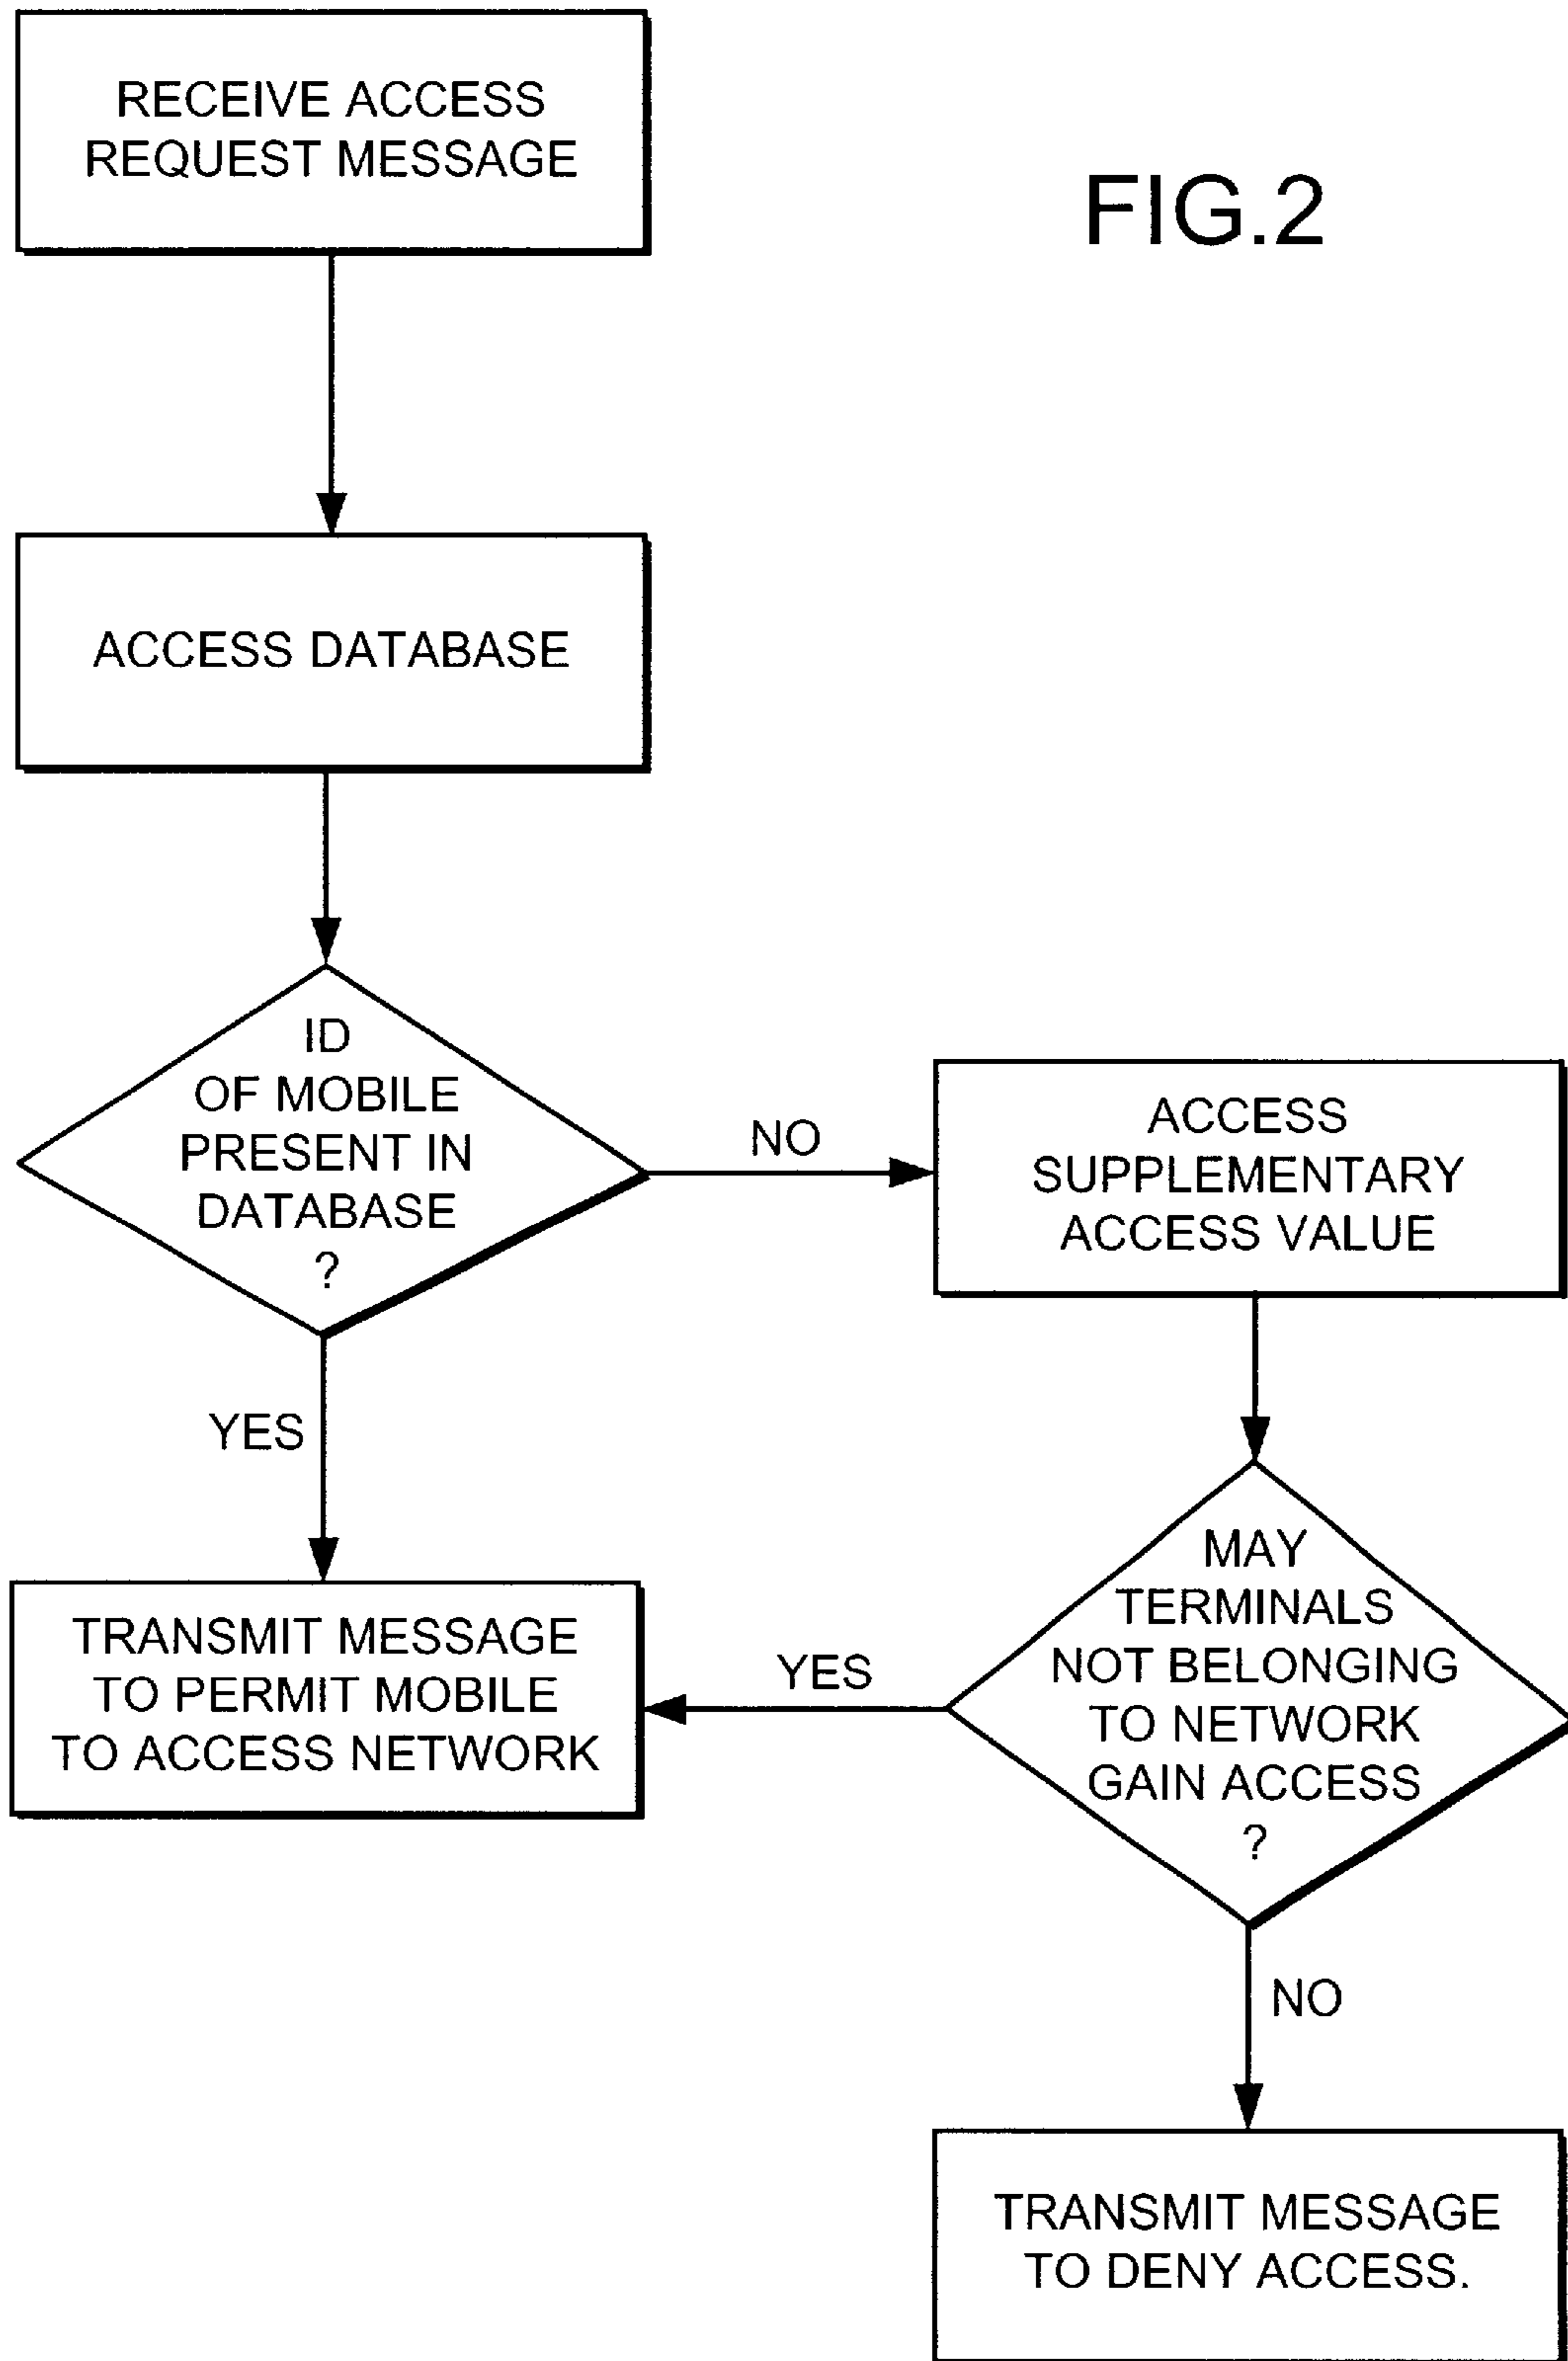 RECEIVE ACCESS
REQUEST MESSAGE
FIG.2
ACCESS DATABASE
ID
OF MOBILE
PRESENT IN
DATABASE
?
NO
ACCESS
SUPPLEMENTARY
ACCESS VALUE
YES
MAY
TERMINALS
NOT BELONGING
TO NETWORK
GAIN ACCESS
?
YES
TRANSMIT MESSAGE
TO PERMIT MOBILE
TO ACCESS NETWORK
NO
TRANSMIT MESSAGE
TO DENY ACCESS.